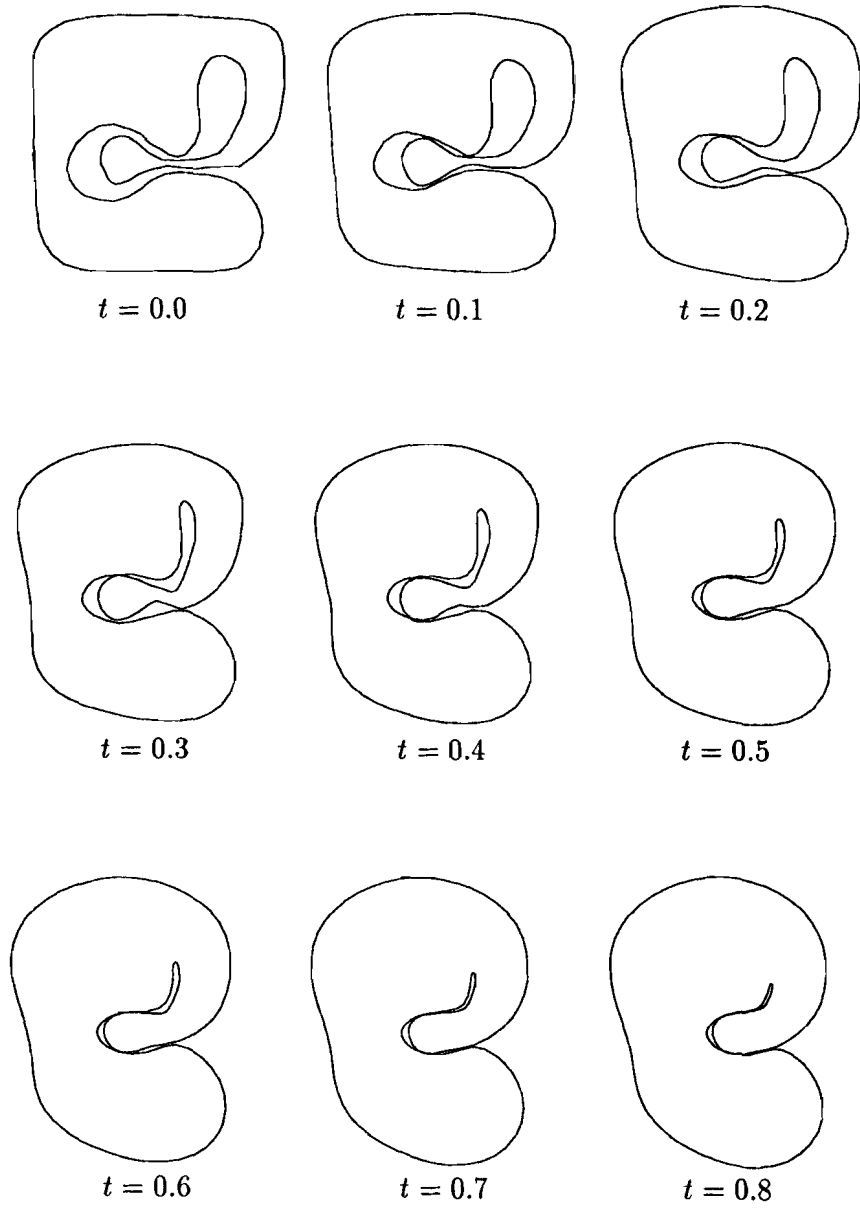 t = 0.0 t = 0.1 t = 0.2
t = 0.3 t = 0.4 t = 0.5
t = 0.6 t = 0.7 t = 0.8